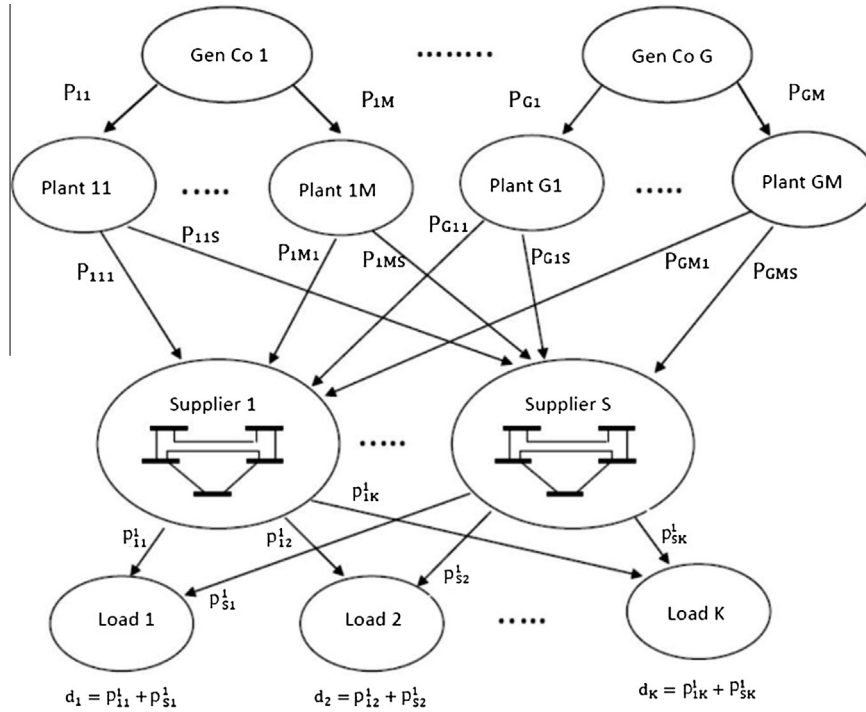 Gen Co 1
........
Gen Co G
P₁₁
P₁M
PG₁
PGM
Plant 11
.....
Plant 1M
Plant G1
.....
Plant GM
P₁₁₁
P₁₁S
P₁M₁
P₁MS
PG₁₁
PG₁S
PGM₁
PGMS
Supplier 1
.....
Supplier S
p¹₁₁
p¹₁₂
p¹₁K
p¹S₁
p¹S₂
p¹SK
Load 1
Load 2
.....
Load K
d₁ = p¹₁₁ + p¹S₁
d₂ = p¹₁₂ + p¹S₂
dK = p¹₁K + p¹SK